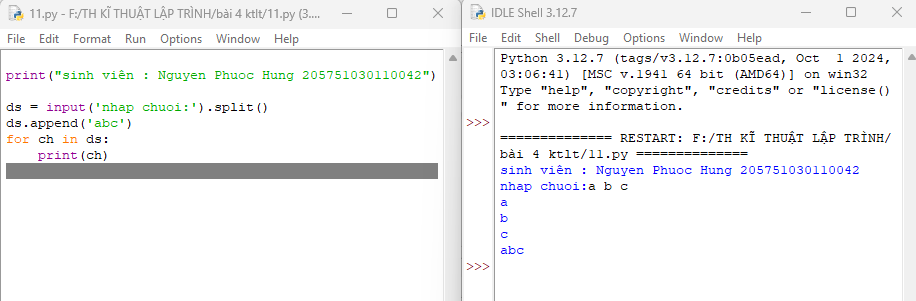 11.py - F:/TH KĨ THUẬT LẬP TRÌNH/bài 4 ktlt/11.py (3....
File Edit Format Run Options Window Help
print("sinh viên : Nguyen Phuoc Hung 205751030110042")
ds = input('nhap chuoi:').split()
ds.append('abc')
for ch in ds:
    print(ch)
IDLE Shell 3.12.7
File Edit Shell Debug Options Window Help
Python 3.12.7 (tags/v3.12.7:0b05ead, Oct  1 2024,
03:06:41) [MSC v.1941 64 bit (AMD64)] on win32
Type "help", "copyright", "credits" or "license()
" for more information.
>>>
============== RESTART: F:/TH KĨ THUẬT LẬP TRÌNH/
bài 4 ktlt/11.py ==============
sinh viên : Nguyen Phuoc Hung 205751030110042
nhap chuoi:a b c
a
b
c
abc
>>>